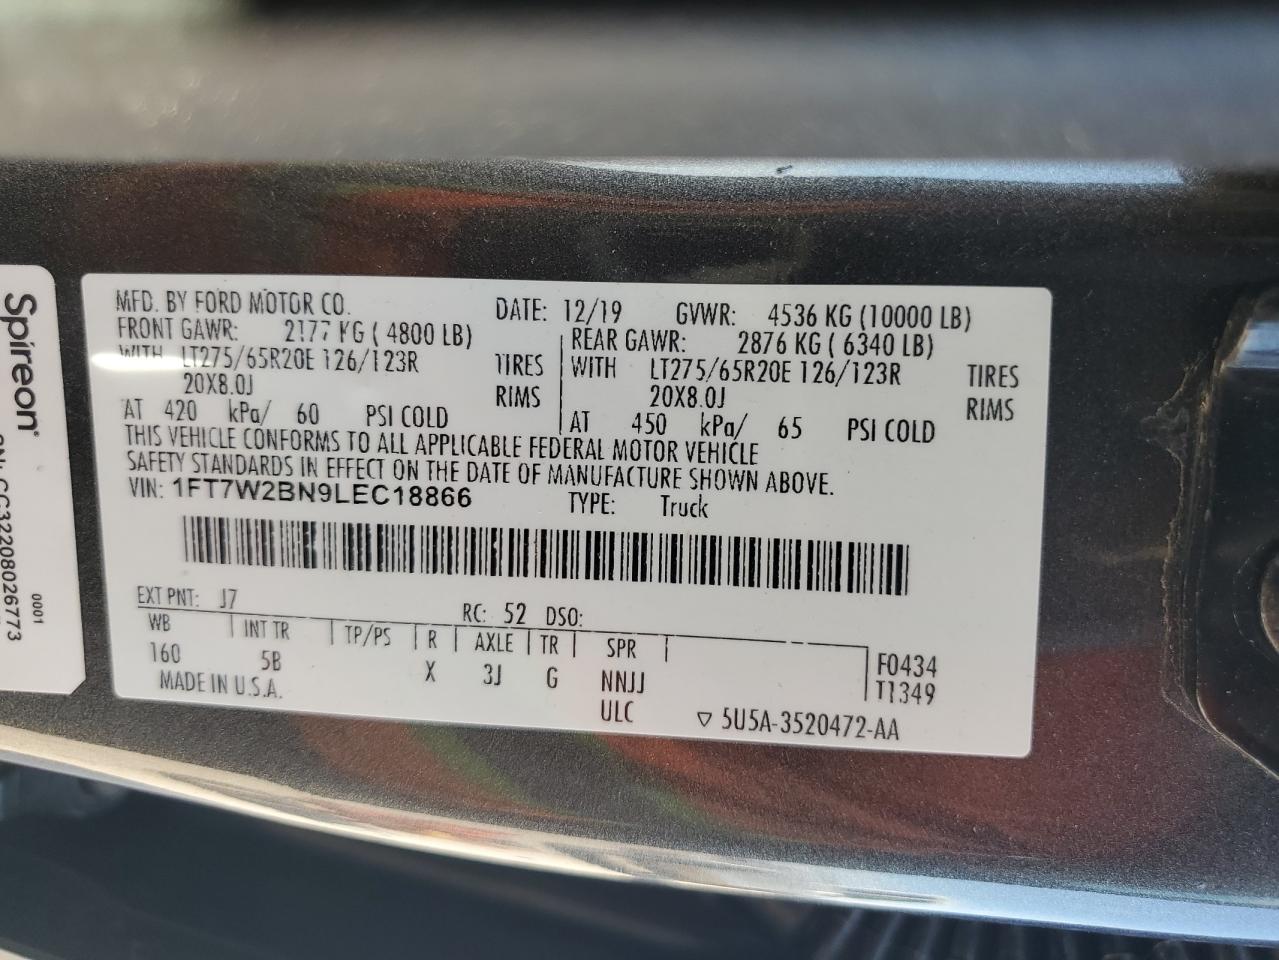 MFD. BY FORD MOTOR CO. DATE: 12/19 GVWR: 4536 KG (10000 LB)
FRONT GAWR: 2177 KG ( 4800 LB) REAR GAWR: 2876 KG ( 6340 LB)
WITH LT275/65R20E 126/123R TIRES WITH LT275/65R20E 126/123R TIRES
20X8.0J RIMS 20X8.0J RIMS
AT 420 kPa/ 60 PSI COLD AT 450 kPa/ 65 PSI COLD
THIS VEHICLE CONFORMS TO ALL APPLICABLE FEDERAL MOTOR VEHICLE
SAFETY STANDARDS IN EFFECT ON THE DATE OF MANUFACTURE SHOWN ABOVE.
VIN: 1FT7W2BN9LEC18866 TYPE: Truck
EXT PNT: J7 RC: 52 DSO:
WB INT TR TP/PS R AXLE TR SPR
160 5B X 3J G NNJJ F0434
MADE IN U.S.A. ULC T1349
▽ 5U5A-3520472-AA
Spireon
CC32208026773
0001